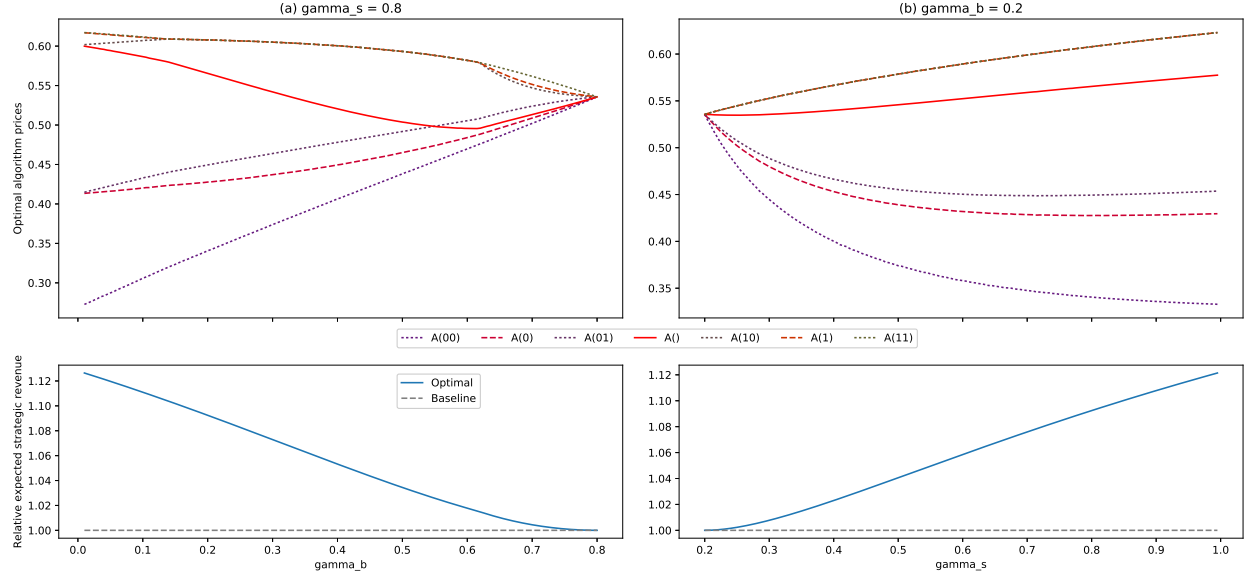 (a) gamma_s = 0.8
(b) gamma_b = 0.2
Optimal algorithm prices
0.60
0.55
0.50
0.45
0.40
0.35
0.30
0.60
0.55
0.50
0.45
0.40
0.35
A(00) A(0) A(01) A() A(10) A(1) A(11)
Relative expected strategic revenue
1.12
1.10
1.08
1.06
1.04
1.02
1.00
Optimal
Baseline
0.0 0.1 0.2 0.3 0.4 0.5 0.6 0.7 0.8
gamma_b
1.12
1.10
1.08
1.06
1.04
1.02
1.00
0.2 0.3 0.4 0.5 0.6 0.7 0.8 0.9 1.0
gamma_s